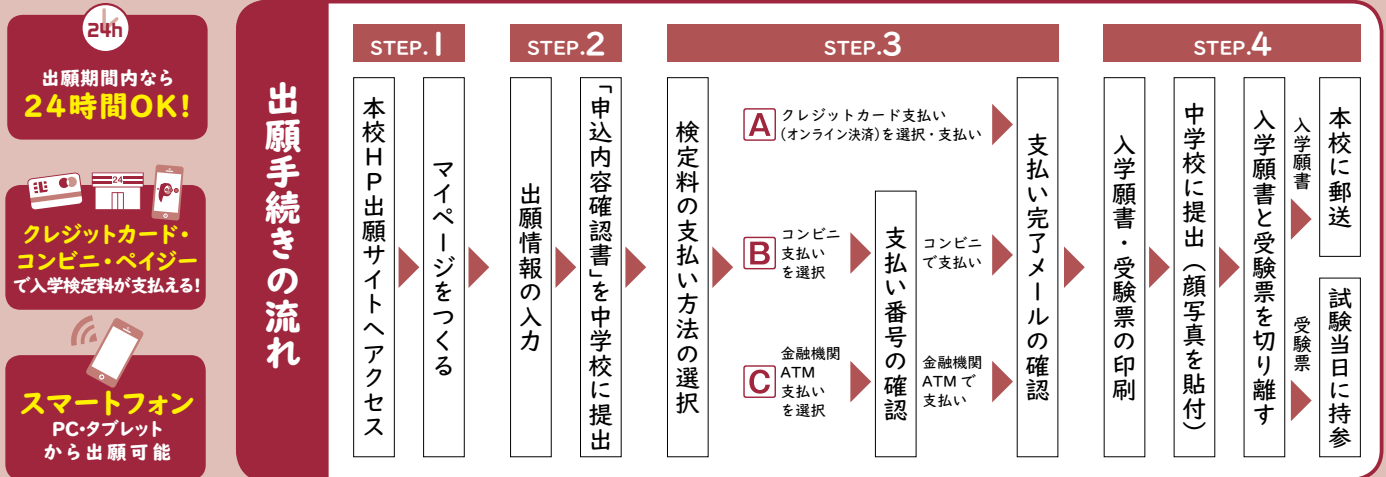 24h
出願期間内なら
24時間OK!
24
クレジットカード・
コンビニ・ペイジー
で入学検定料が支払える!
スマートフォン
PC・タブレット
から出願可能
出願手続きの流れ
STEP.1
本校HP出願サイトへアクセス
マイページをつくる
STEP.2
出願情報の入力
「申込内容確認書」を中学校に提出
STEP.3
検定料の支払い方法の選択
A
クレジットカード支払い
(オンライン決済)を選択・支払い
B
コンビニ
支払い
を選択
C
金融機関
ATM
支払い
を選択
支払い番号の確認
コンビニ
で支払い
金融機関
ATMで
支払い
支払い完了メールの確認
STEP.4
入学願書・受験票の印刷
中学校に提出(顔写真を貼付)
入学願書と受験票を切り離す
入学願書
本校に郵送
受験票
試験当日に持参